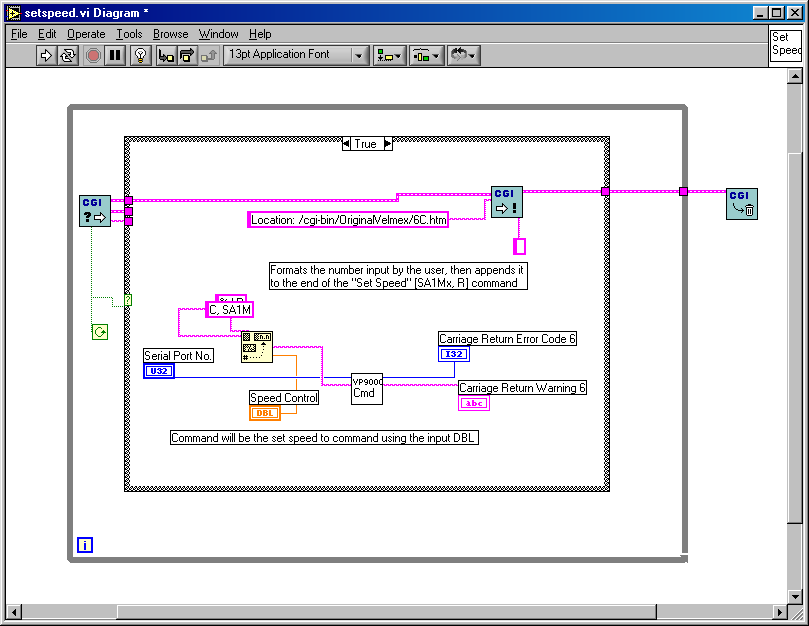 setspeed.vi Diagram *
File Edit Operate Tools Browse Window Help
Set
Speed
13pt Application Font
True
CGI
CGI
CGI
Location: /cgi-bin/OriginalVelmex/6C.htm
Formats the number input by the user, then appends it
to the end of the "Set Speed" [SA1Mx, R] command
?
C, SA1M
Carriage Return Error Code 6
I32
Serial Port No.
U32
VP9000
Cmd
Carriage Return Warning 6
abc
Speed Control
DBL
Command will be the set speed to command using the input DBL
i